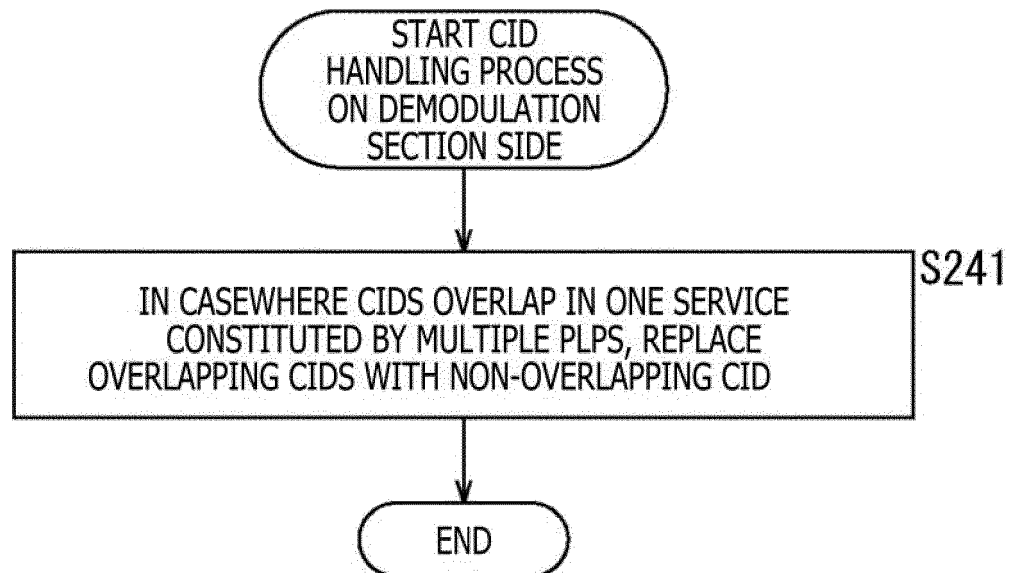 START CID
HANDLING PROCESS
ON DEMODULATION
SECTION SIDE
S241
IN CASEWHERE CIDS OVERLAP IN ONE SERVICE
CONSTITUTED BY MULTIPLE PLPS, REPLACE
OVERLAPPING CIDS WITH NON-OVERLAPPING CID
END